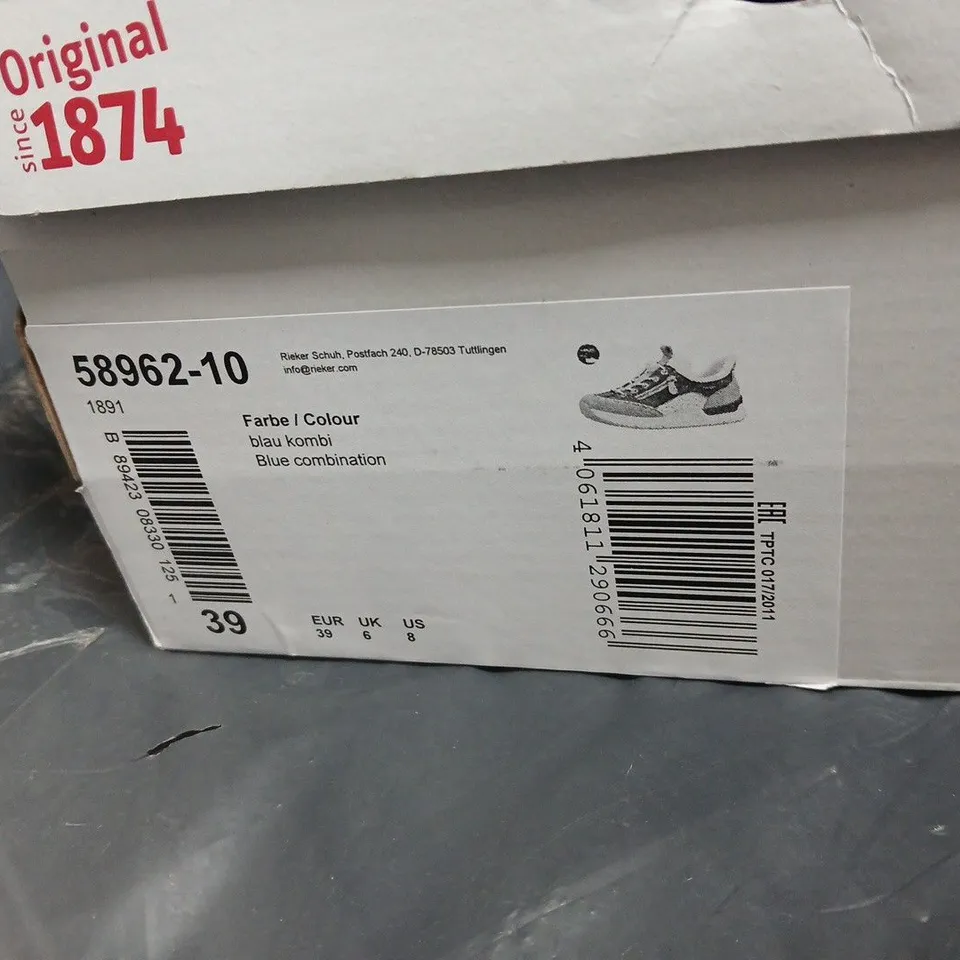 Original
since 1874
58962-10
1891
Rieker Schuh, Postfach 240, D-78503 Tuttlingen
info@rieker.com
Farbe / Colour
blau kombi
Blue combination
B 89423 08330 125 1
39
EUR UK US
39 6 8
4 061811 290666
EAC TPTC 017/2011